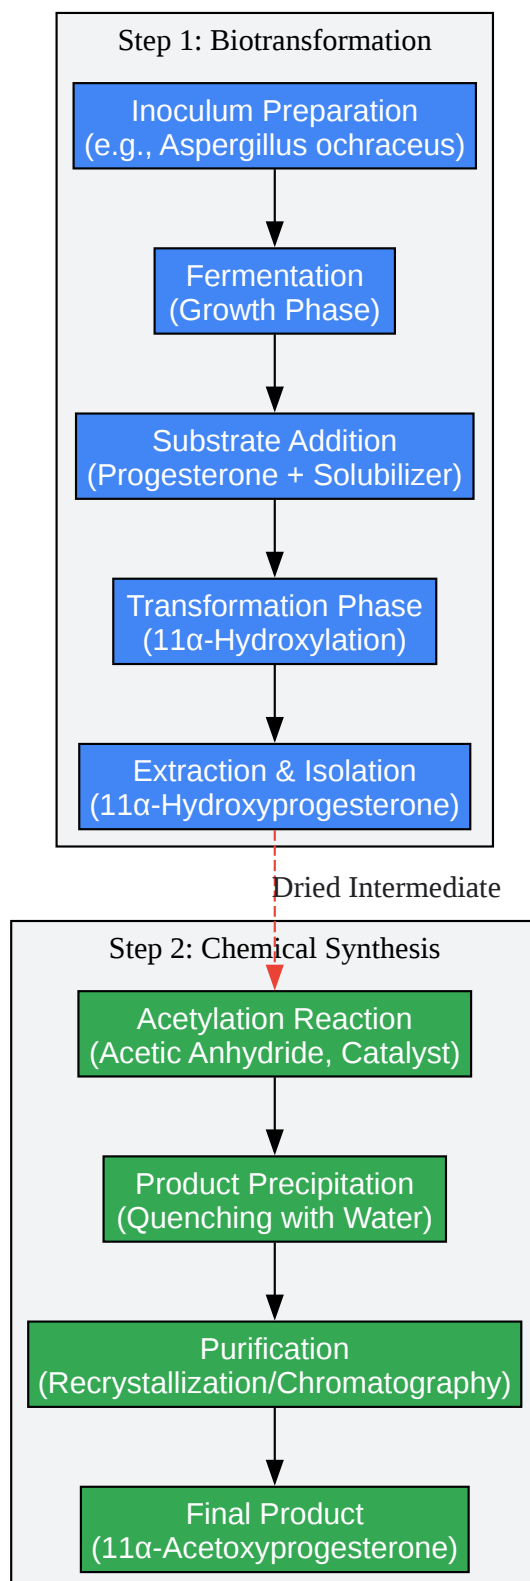 Step 1: Biotransformation
Inoculum Preparation
(e.g., Aspergillus ochraceus)
Fermentation
(Growth Phase)
Substrate Addition
(Progesterone + Solubilizer)
Transformation Phase
(11α-Hydroxylation)
Extraction & Isolation
(11α-Hydroxyprogesterone)
Dried Intermediate
Step 2: Chemical Synthesis
Acetylation Reaction
(Acetic Anhydride, Catalyst)
Product Precipitation
(Quenching with Water)
Purification
(Recrystallization/Chromatography)
Final Product
(11α-Acetoxyprogesterone)